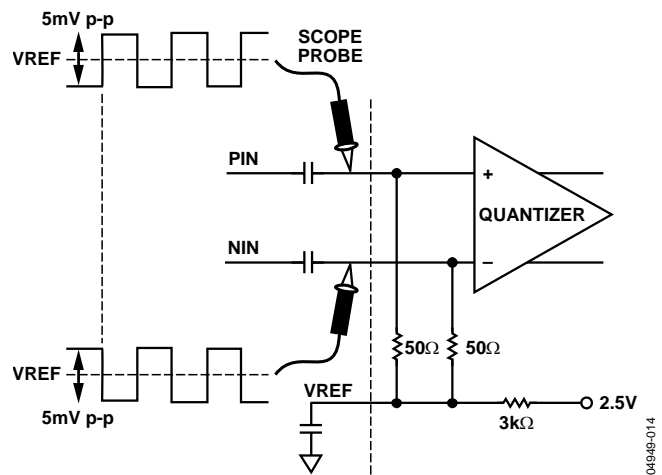 5mV p-p
VREF
SCOPE
PROBE
PIN
+
QUANTIZER
NIN
−
50Ω
50Ω
VREF
5mV p-p
VREF
2.5V
3kΩ
04949-014